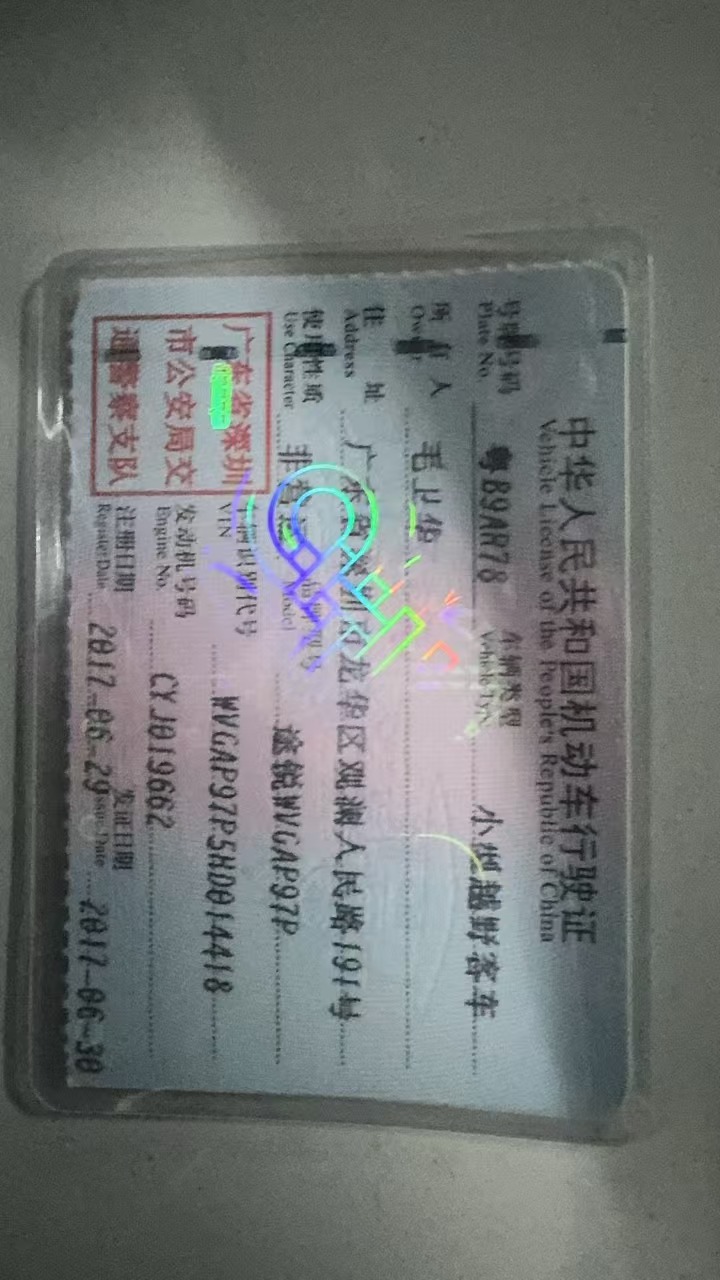 中华人民共和国机动车行驶证
Vehicle License of the People's Republic of China
号牌号码 粤B9AR78 车辆类型 小型越野客车
Plate No. Vehicle Type
所有人 毛卫华
Owner
住址 广东省深圳市龙华区观澜人民路191号
Address
使用性质 非营运 品牌型号 途锐WVGAP97P
Use Character Model
广东省深圳市公安局交通警察支队
车辆识别代号 WVGAP97P5HD014418
VIN
发动机号码 CYJ019662
Engine No.
注册日期 2017-06-29 发证日期 2017-06-30
Register Date Issue Date